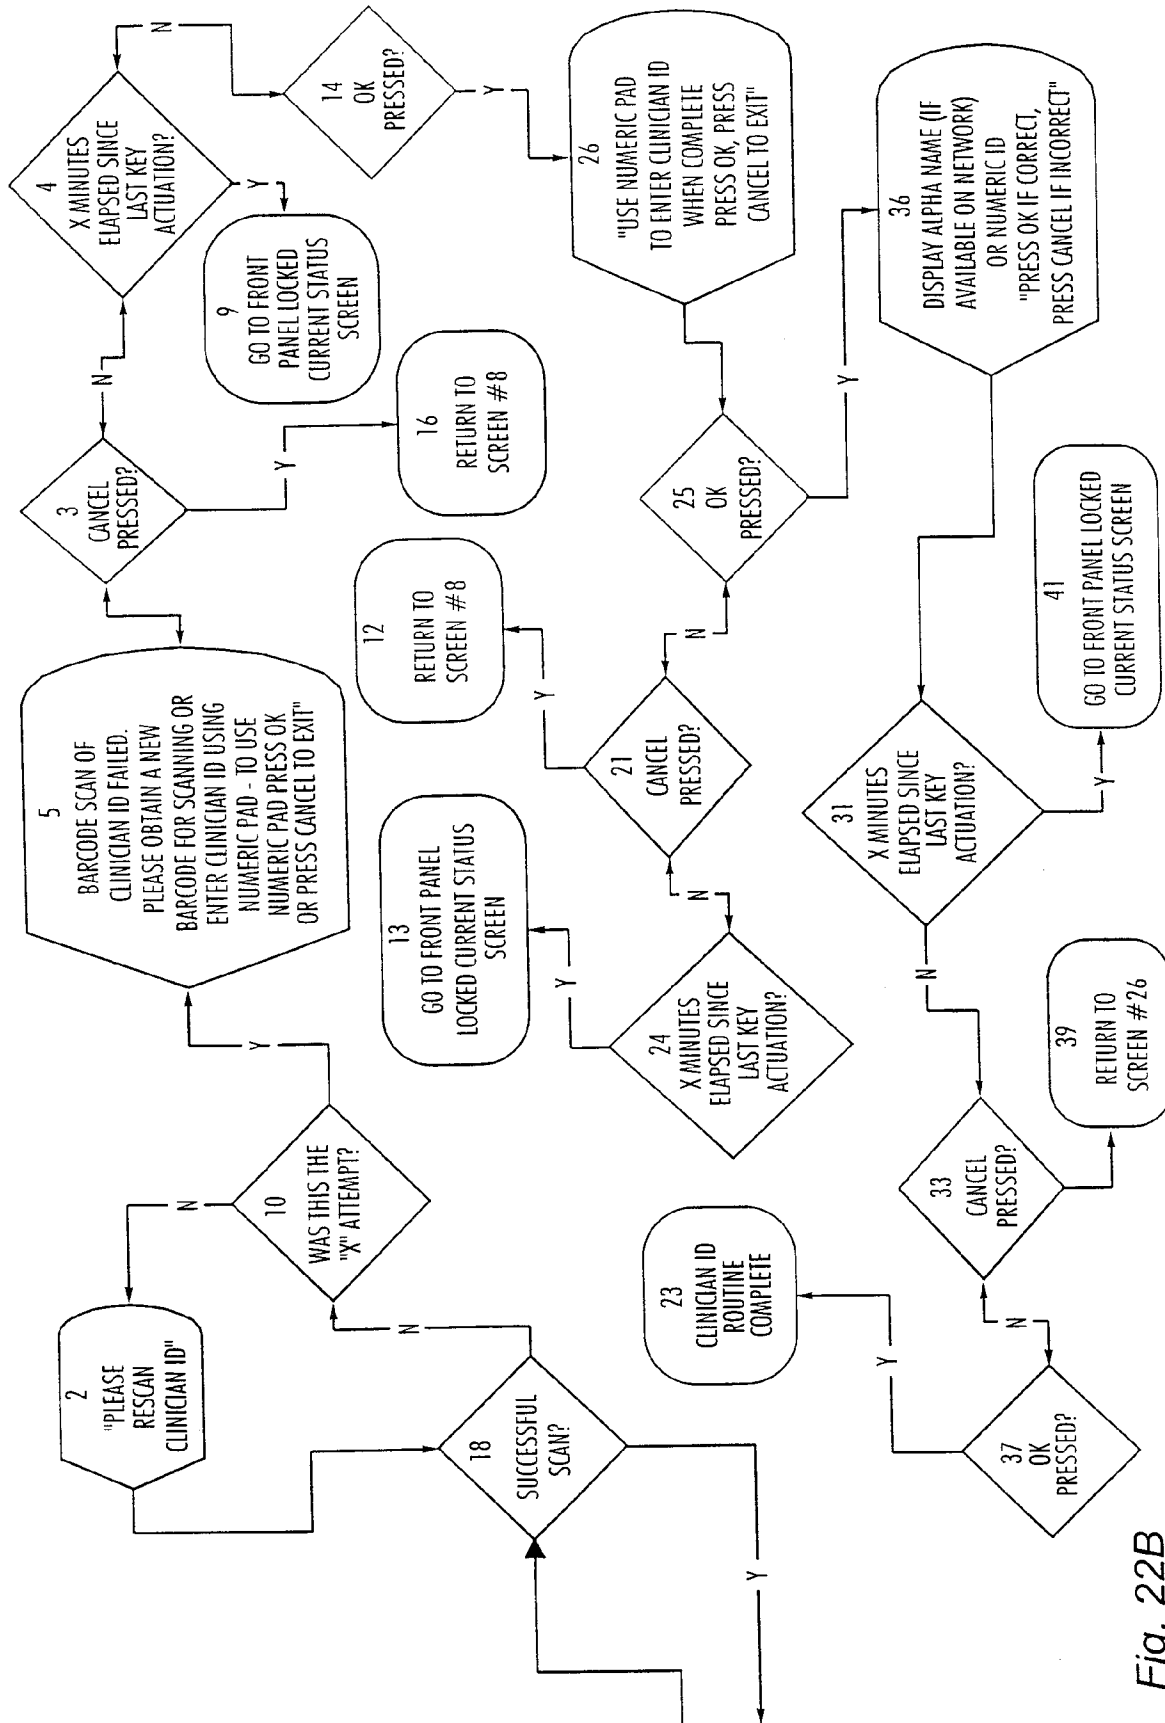 2
"PLEASE
RESCAN
CLINICIAN ID"
N
10
WAS THIS THE
"X" ATTEMPT?
Y
N
18
SUCCESSFUL
SCAN?
Y
5
BARCODE SCAN OF
CLINICIAN ID FAILED.
PLEASE OBTAIN A NEW
BARCODE FOR SCANNING OR
ENTER CLINICIAN ID USING
NUMERIC PAD - TO USE
NUMERIC PAD PRESS OK
OR PRESS CANCEL TO EXIT"
3
CANCEL
PRESSED?
N
Y
4
X MINUTES
ELAPSED SINCE
LAST KEY
ACTUATION?
N
Y
9
GO TO FRONT
PANEL LOCKED
CURRENT STATUS
SCREEN
16
RETURN TO
SCREEN #8
14
OK
PRESSED?
Y
26
"USE NUMERIC PAD
TO ENTER CLINICIAN ID
WHEN COMPLETE
PRESS OK, PRESS
CANCEL TO EXIT"
12
RETURN TO
SCREEN #8
Y
13
GO TO FRONT PANEL
LOCKED CURRENT STATUS
SCREEN
Y
24
X MINUTES
ELAPSED SINCE
LAST KEY
ACTUATION?
N
21
CANCEL
PRESSED?
N
25
OK
PRESSED?
Y
36
DISPLAY ALPHA NAME (IF
AVAILABLE ON NETWORK)
OR NUMERIC ID
"PRESS OK IF CORRECT,
PRESS CANCEL IF INCORRECT"
23
CLINICIAN ID
ROUTINE
COMPLETE
Y
37
OK
PRESSED?
N
33
CANCEL
PRESSED?
N
31
X MINUTES
ELAPSED SINCE
LAST KEY
ACTUATION?
Y
39
RETURN TO
SCREEN #26
41
GO TO FRONT PANEL LOCKED
CURRENT STATUS SCREEN
Fig. 22B